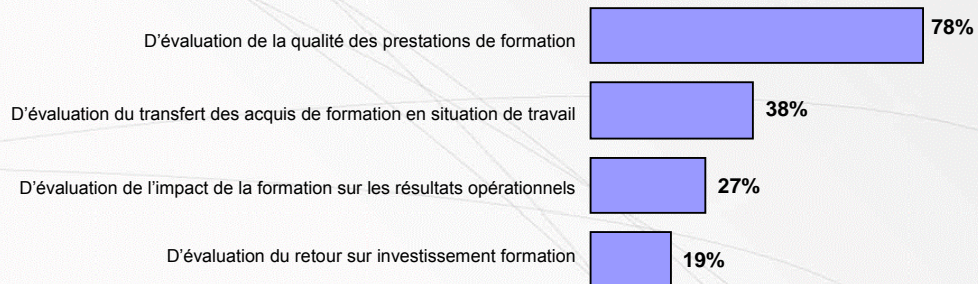 D'évaluation de la qualité des prestations de formation 78%
D'évaluation du transfert des acquis de formation en situation de travail 38%
D'évaluation de l'impact de la formation sur les résultats opérationnels 27%
D'évaluation du retour sur investissement formation 19%